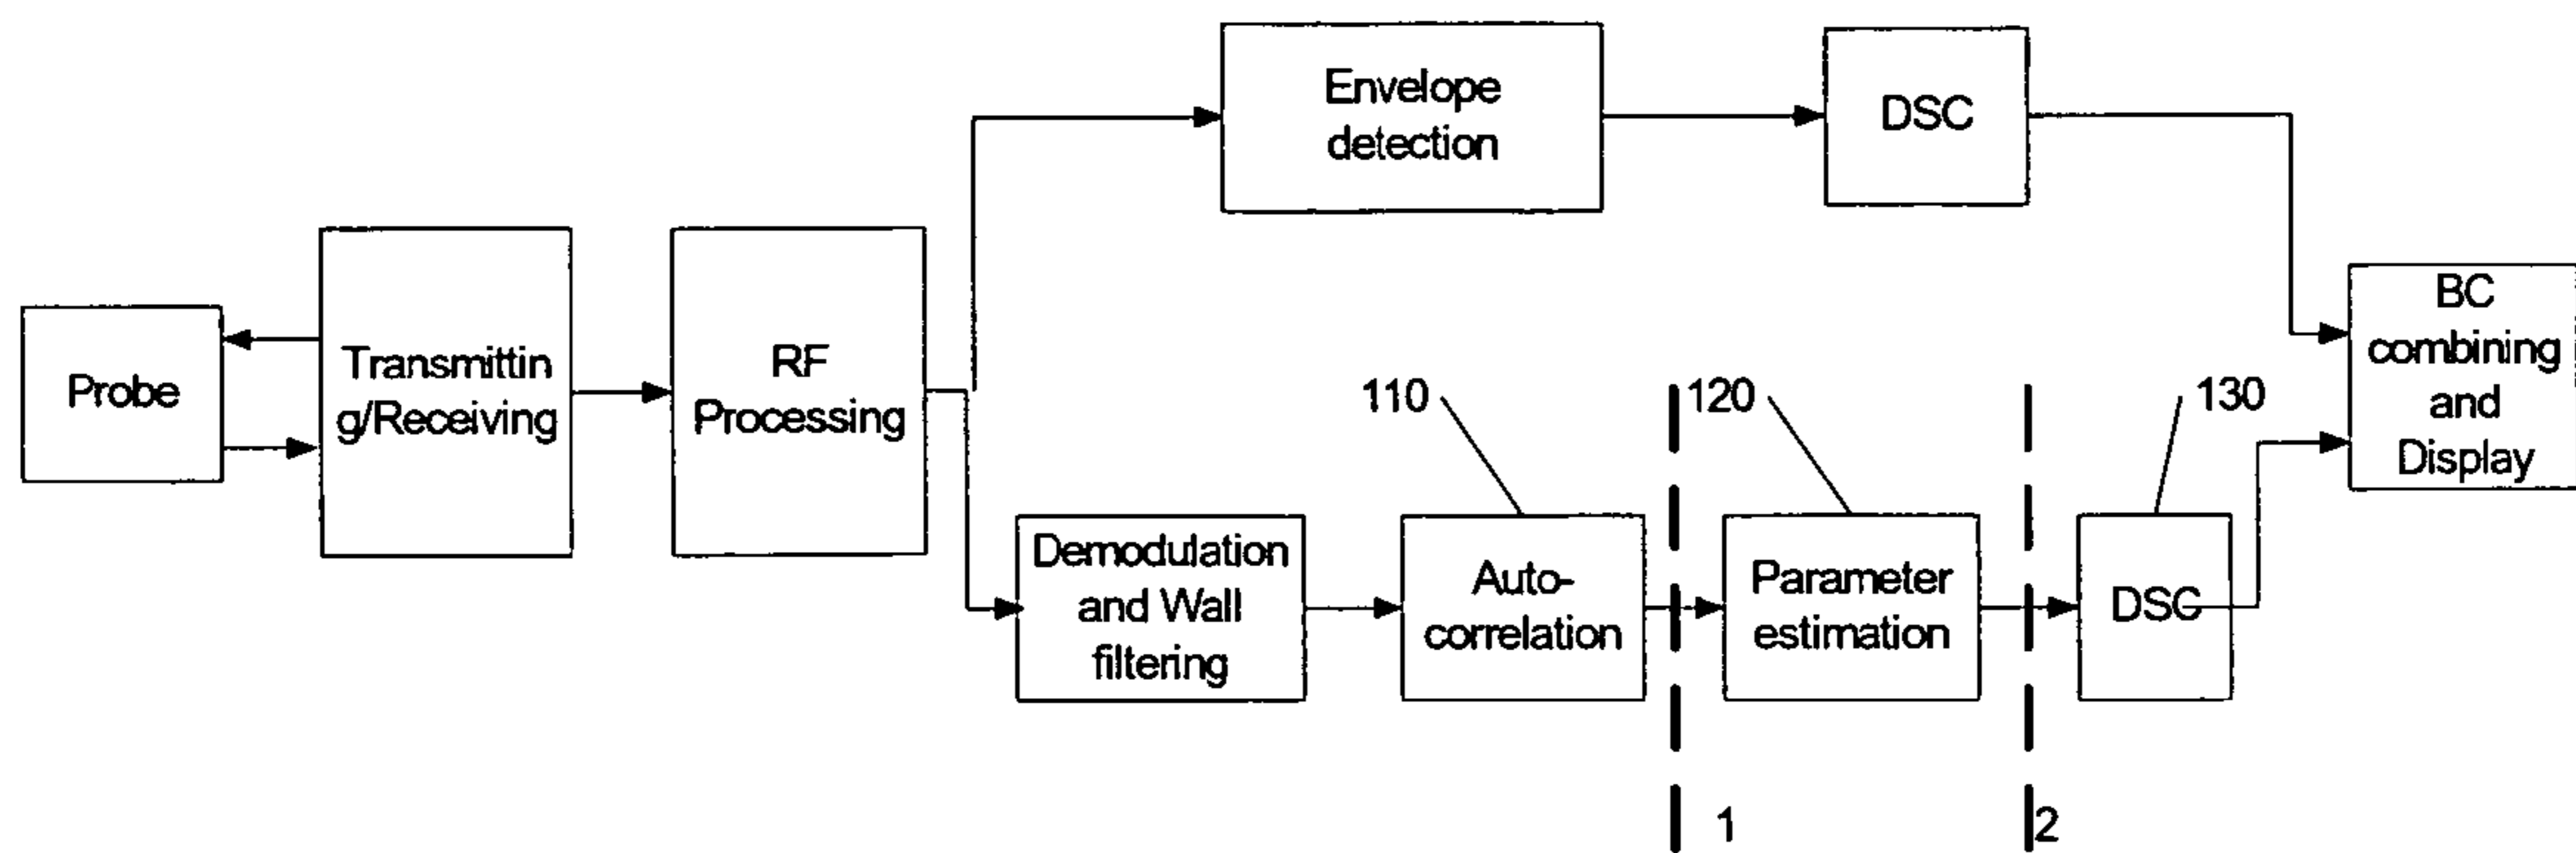 Probe
Transmittin
g/Receiving
RF
Processing
Envelope
detection
DSC
Demodulation
and Wall
filtering
110
Auto-
correlation
120
Parameter
estimation
130
DSC
BC
combining
and
Display
1
2